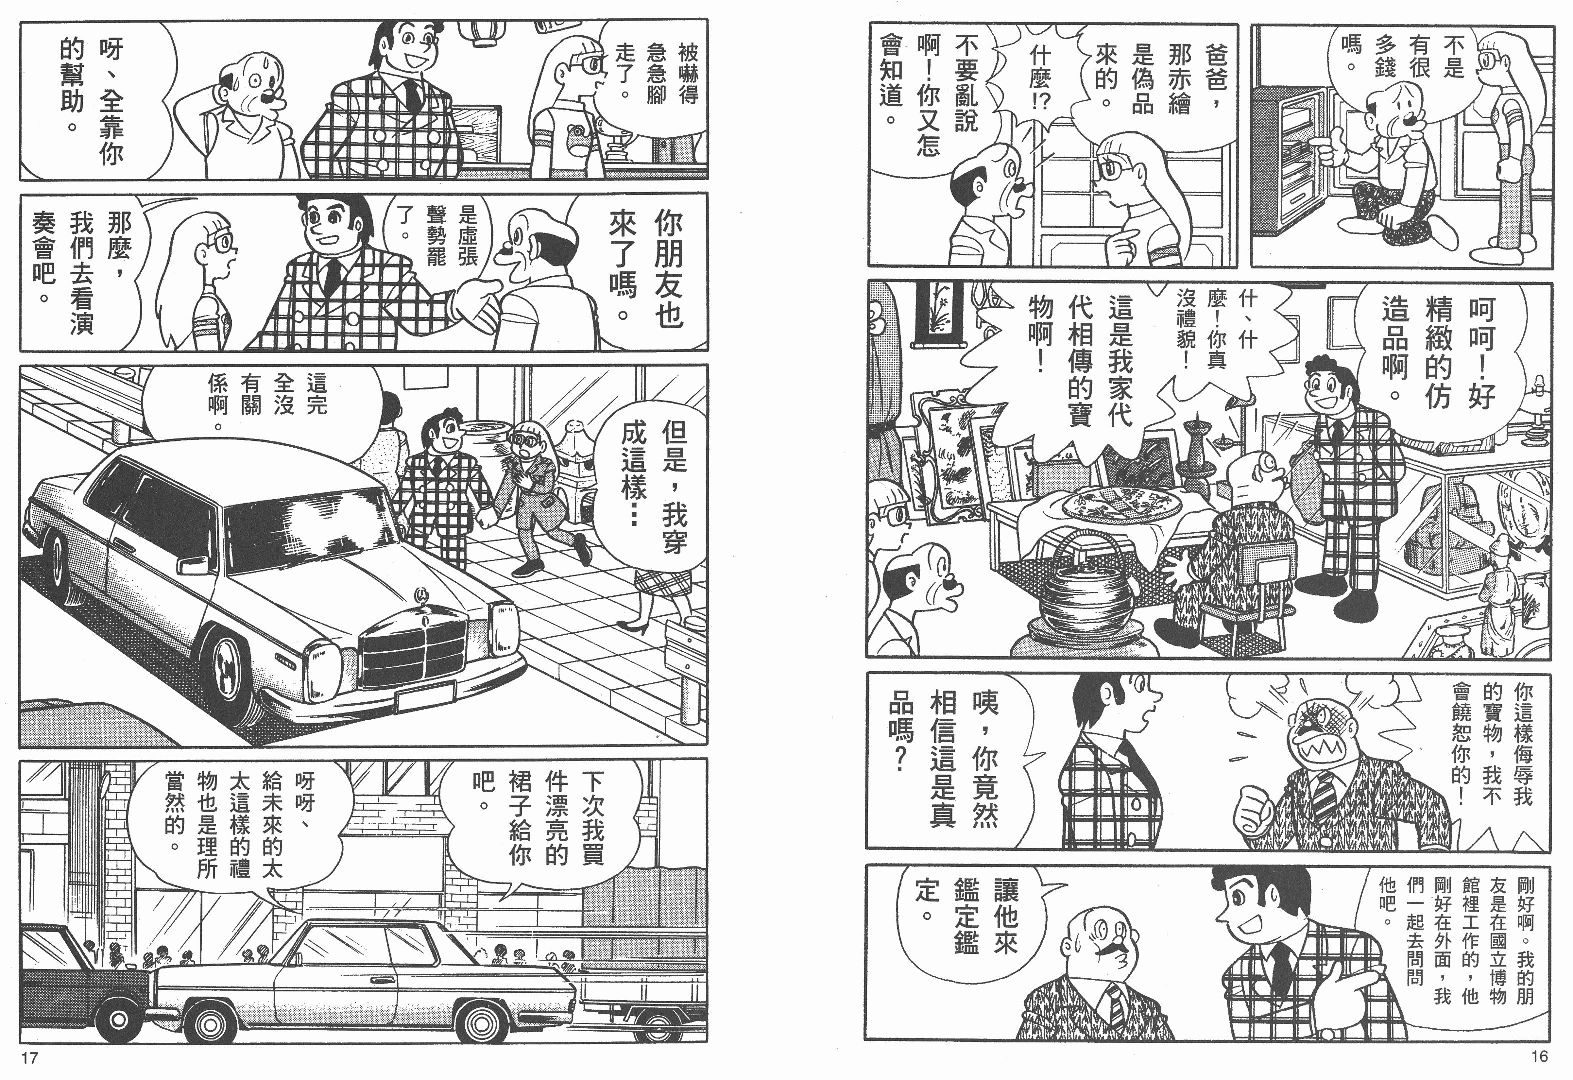 不是
有很
多錢
嗎。
爸爸，
那赤繪
是偽品
來的。
什麼!?
不要亂說
啊！你又怎
會知道。
呵呵！好
精緻的仿
造品啊。
什、什
麼！你真
沒禮貌！
這是我家代
代相傳的寶
物啊！
你這樣侮辱我
的寶物，我不
會饒恕你的！
咦，你竟然
相信這是真
品嗎？
剛好啊。我的朋
友是在國立博物
館裡工作的，他
剛好在外面，我
們一起去問問
他吧。
讓他來
鑑定鑑
定。
16
被嚇得
急急腳
走了。
呀、全靠你
的幫助。
你朋友也
來了嗎。
是虛張
聲勢罷
了。
那麼，
我們去看演
奏會吧。
但是，我穿
成這樣…
這完
全沒
有關
係啊。
下次我買
件漂亮的
裙子給你
吧。
呀呀、
給未來的太
太這樣的禮
物也是理所
當然的。
17